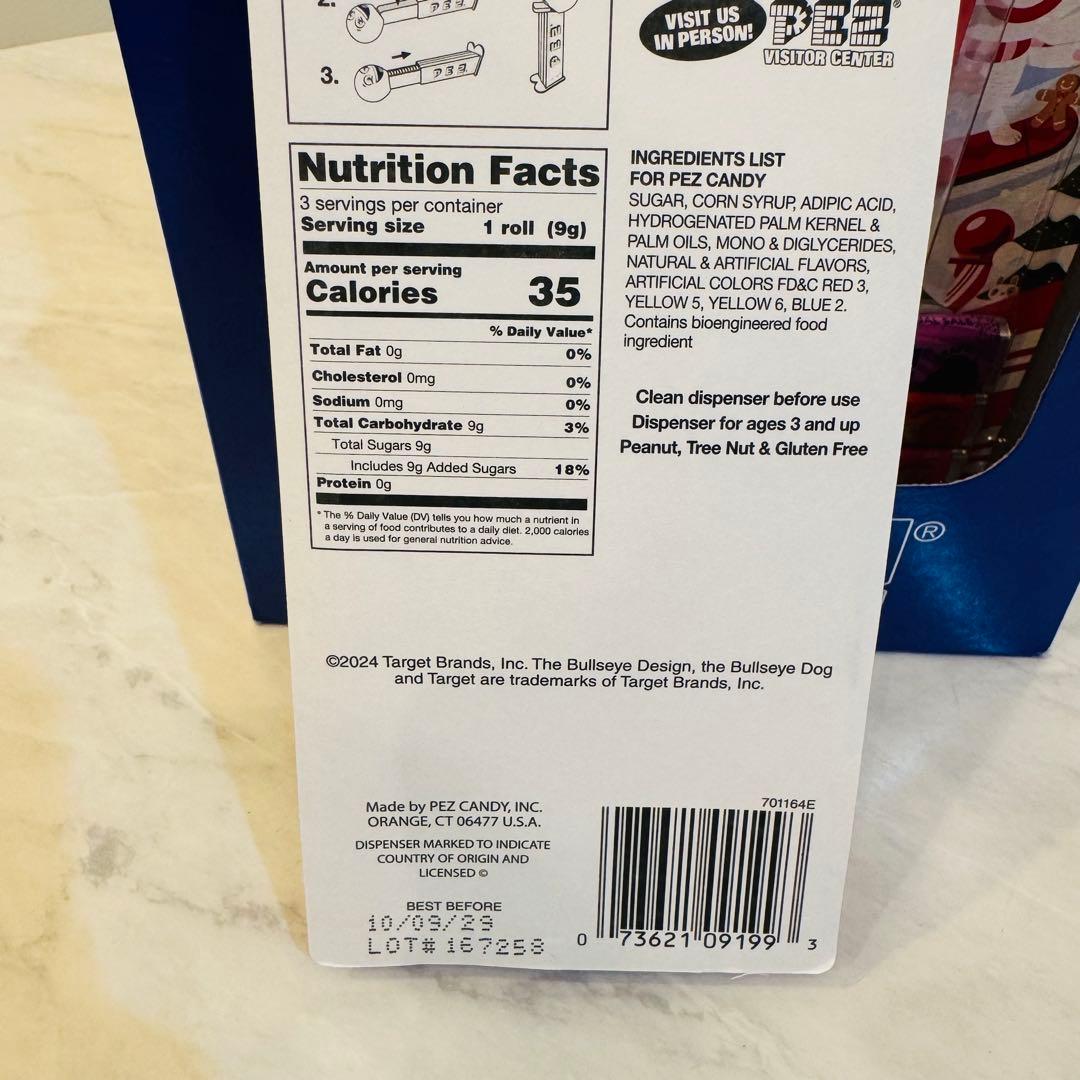 2.
PEZ
3.
PEZ
VISIT US
IN PERSON!
PEZ®
VISITOR CENTER
Nutrition Facts
3 servings per container
Serving size 1 roll (9g)
Amount per serving
Calories 35
% Daily Value*
Total Fat 0g 0%
Cholesterol 0mg 0%
Sodium 0mg 0%
Total Carbohydrate 9g 3%
Total Sugars 9g
Includes 9g Added Sugars 18%
Protein 0g
* The % Daily Value (DV) tells you how much a nutrient in
a serving of food contributes to a daily diet. 2,000 calories
a day is used for general nutrition advice.
INGREDIENTS LIST
FOR PEZ CANDY
SUGAR, CORN SYRUP, ADIPIC ACID,
HYDROGENATED PALM KERNEL &
PALM OILS, MONO & DIGLYCERIDES,
NATURAL & ARTIFICIAL FLAVORS,
ARTIFICIAL COLORS FD&C RED 3,
YELLOW 5, YELLOW 6, BLUE 2.
Contains bioengineered food
ingredient
Clean dispenser before use
Dispenser for ages 3 and up
Peanut, Tree Nut & Gluten Free
®
©2024 Target Brands, Inc. The Bullseye Design, the Bullseye Dog
and Target are trademarks of Target Brands, Inc.
Made by PEZ CANDY, INC.
ORANGE, CT 06477 U.S.A.
DISPENSER MARKED TO INDICATE
COUNTRY OF ORIGIN AND
LICENSED ©
BEST BEFORE
10/09/29
LOT# 167258
701164E
0 73621 09199 3